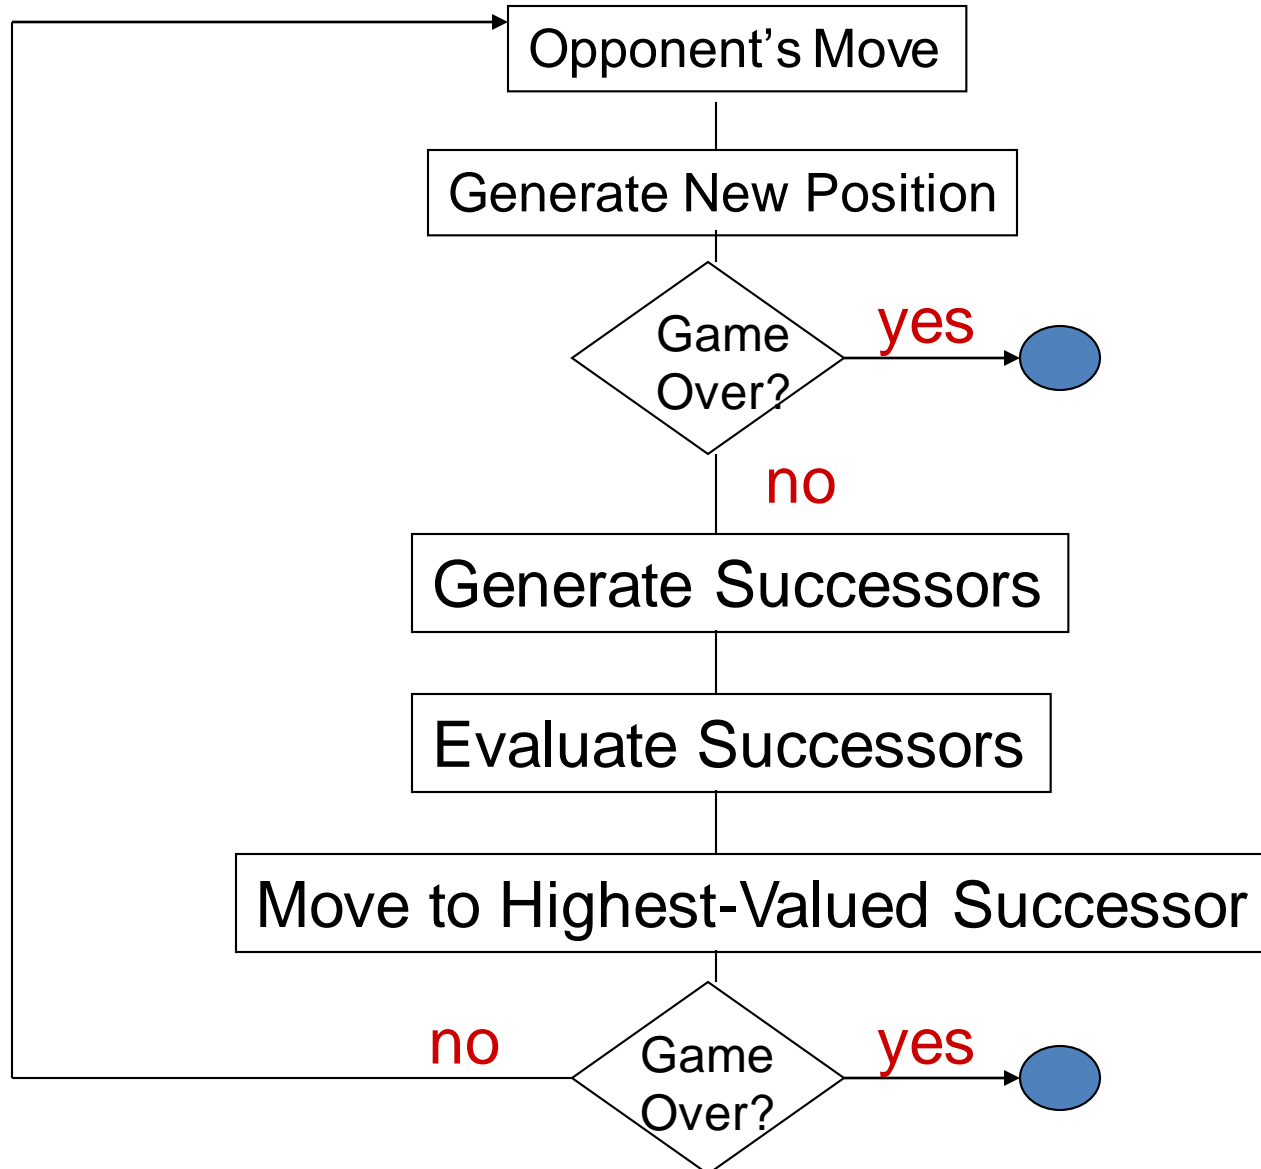 Opponent's Move
Generate New Position
Game
Over?
yes
no
Generate Successors
Evaluate Successors
Move to Highest-Valued Successor
no
Game
Over?
yes